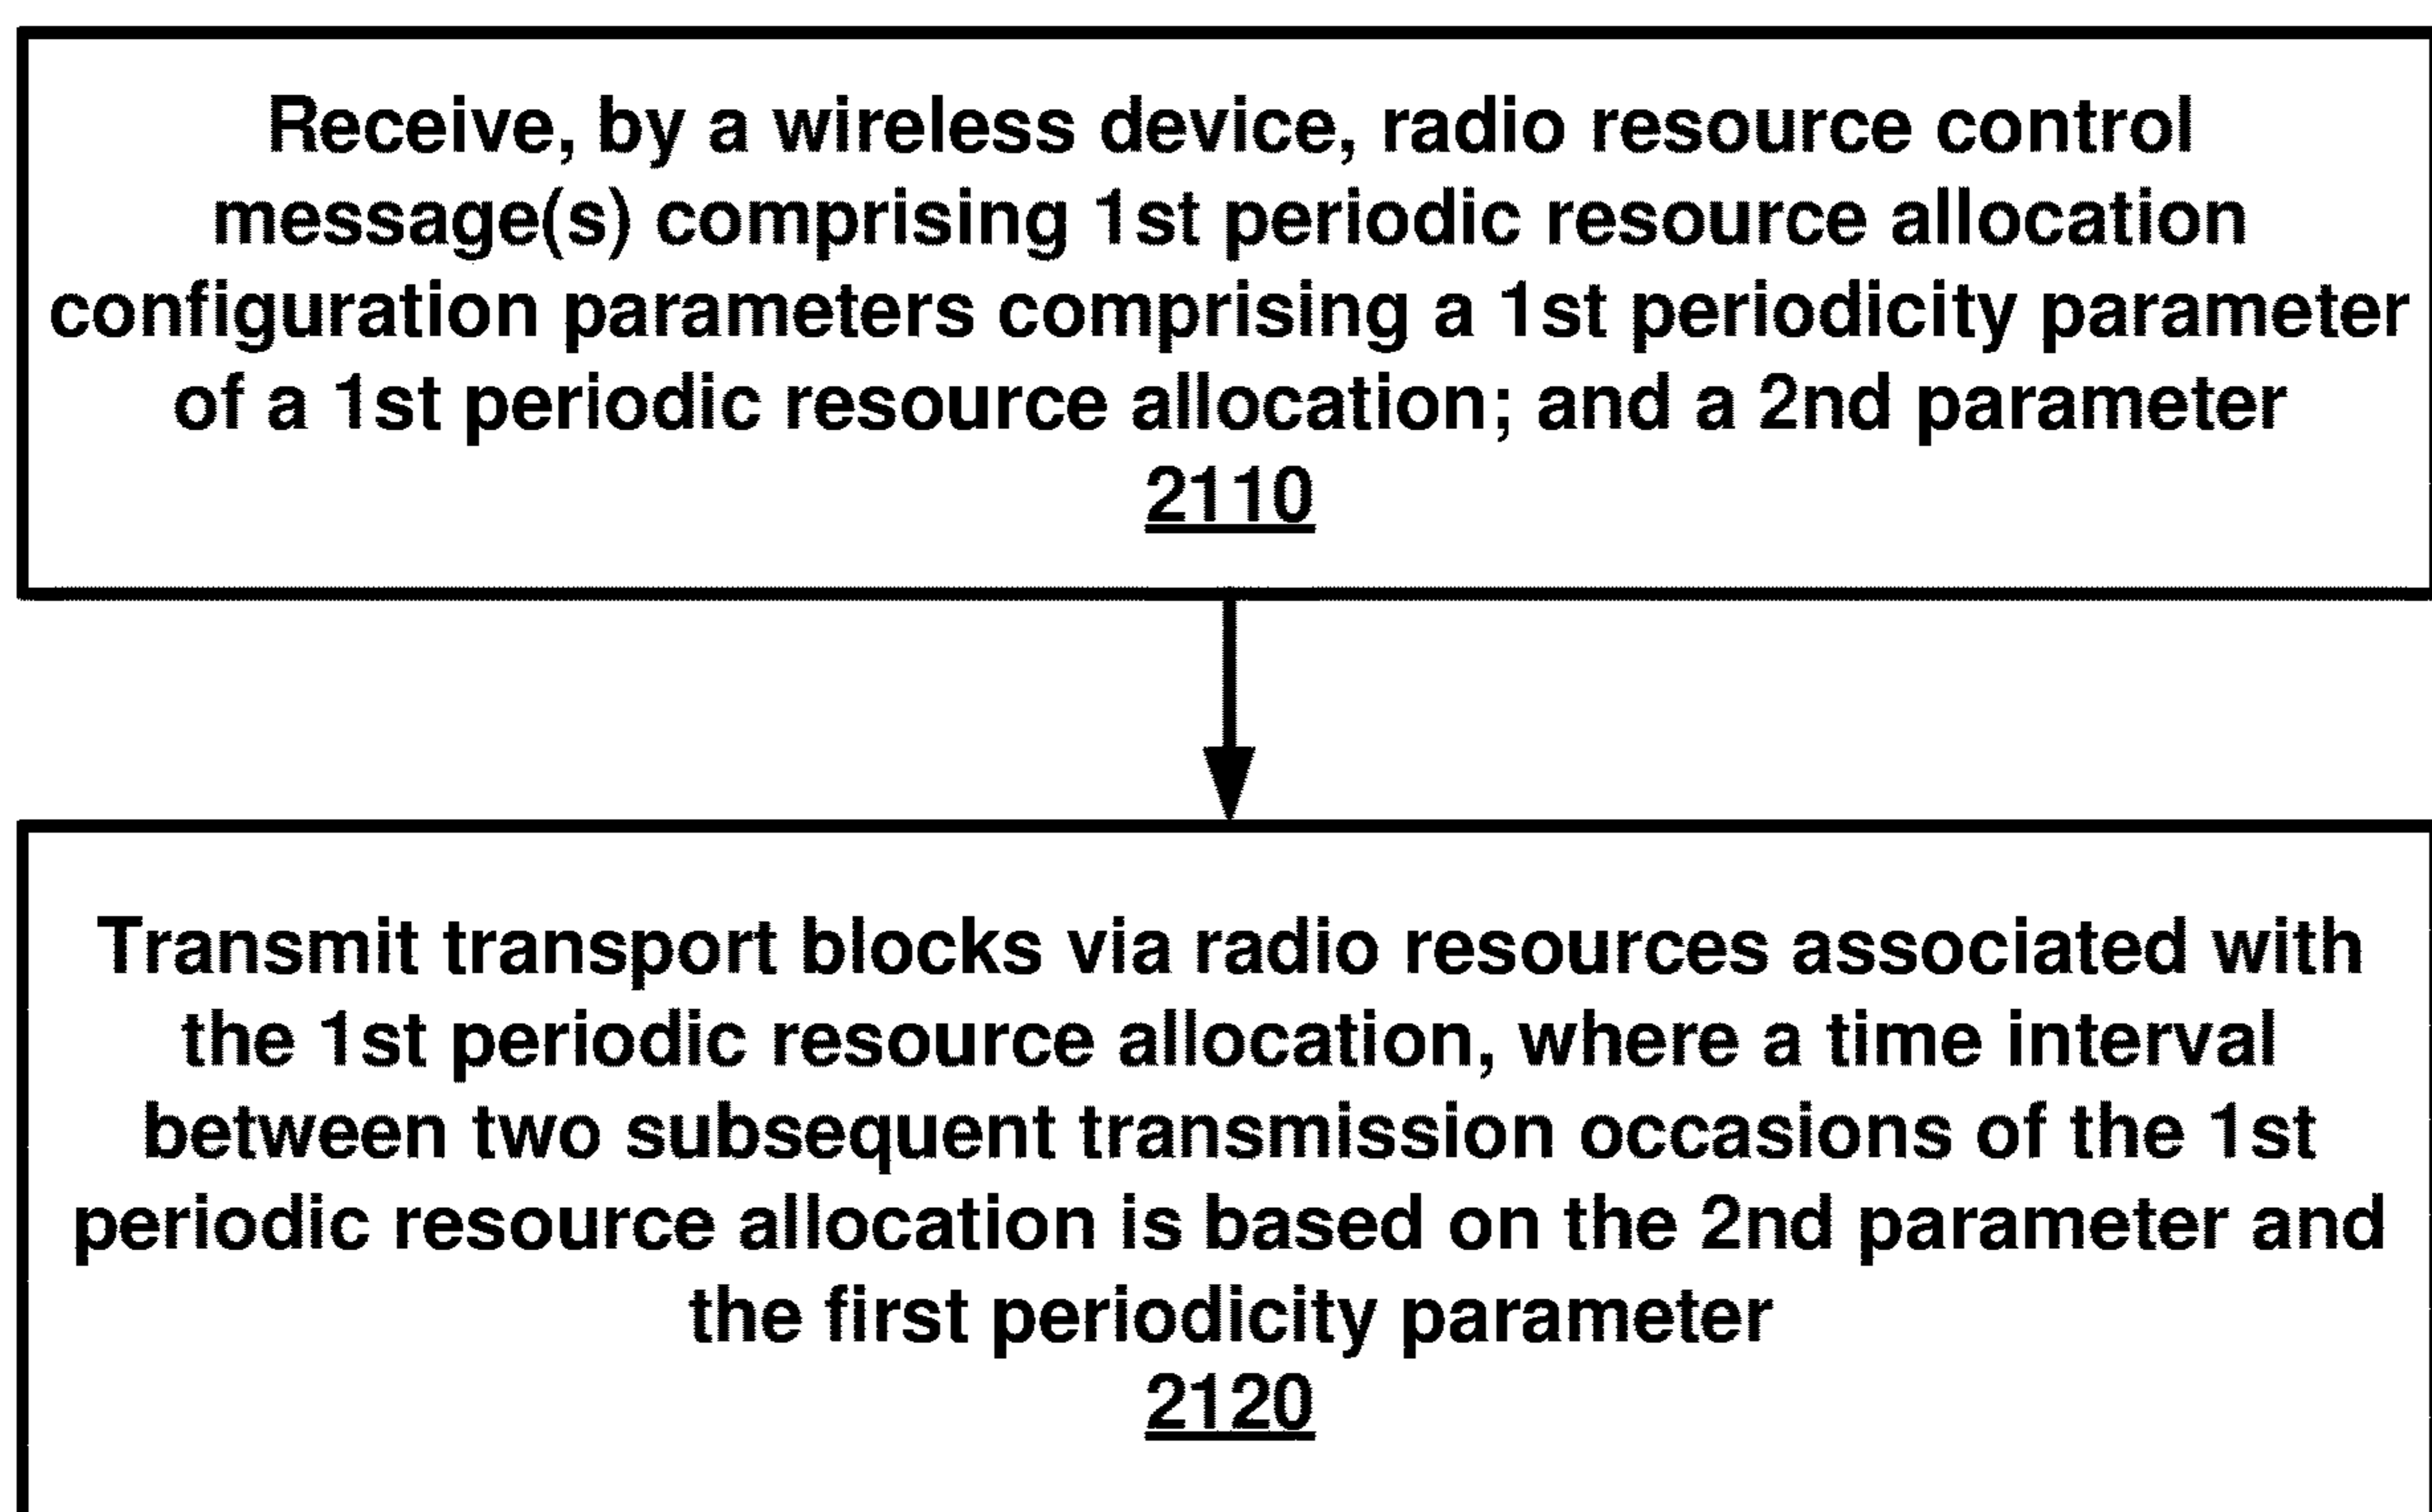 Receive, by a wireless device, radio resource control
message(s) comprising 1st periodic resource allocation
configuration parameters comprising a 1st periodicity parameter
of a 1st periodic resource allocation; and a 2nd parameter
2110
Transmit transport blocks via radio resources associated with
the 1st periodic resource allocation, where a time interval
between two subsequent transmission occasions of the 1st
periodic resource allocation is based on the 2nd parameter and
the first periodicity parameter
2120